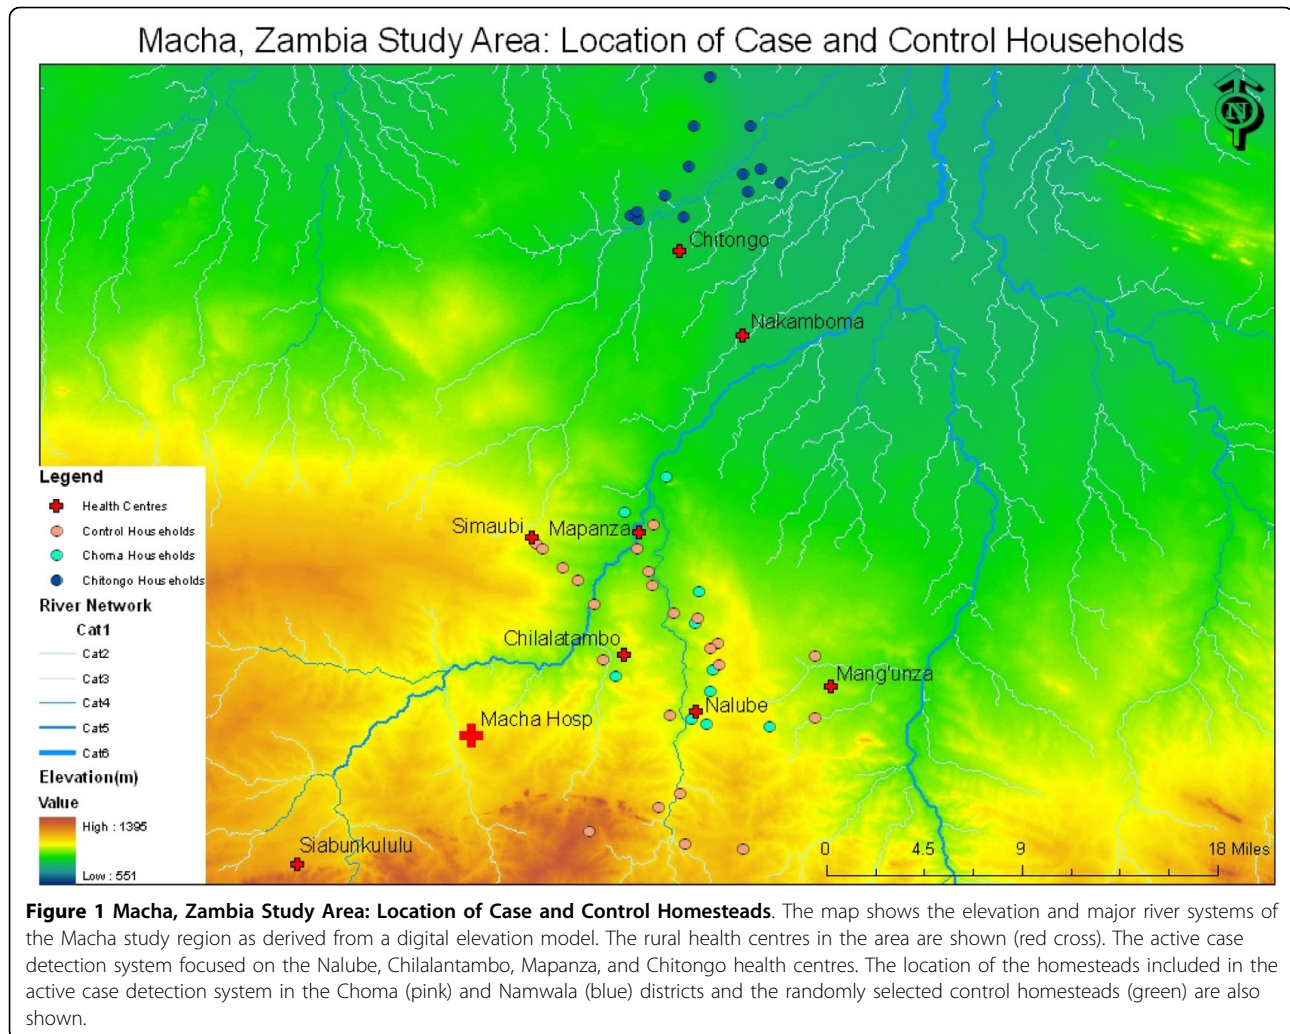 Macha, Zambia Study Area: Location of Case and Control Households
N
Chitongo
Nakamboma
Legend
Health Centres
Control Households
Choma Households
Chitongo Households
River Network
Cat1
Cat2
Cat3
Cat4
Cat5
Cat6
Elevation(m)
Value
High : 1395
Low : 551
Simaubi
Mapanza
Chilalatambo
Mang'unza
Nalube
Macha Hosp
Siabunkululu
0 4.5 9 18 Miles
Figure 1 Macha, Zambia Study Area: Location of Case and Control Homesteads. The map shows the elevation and major river systems of
the Macha study region as derived from a digital elevation model. The rural health centres in the area are shown (red cross). The active case
detection system focused on the Nalube, Chilalantambo, Mapanza, and Chitongo health centres. The location of the homesteads included in the
active case detection system in the Choma (pink) and Namwala (blue) districts and the randomly selected control homesteads (green) are also
shown.